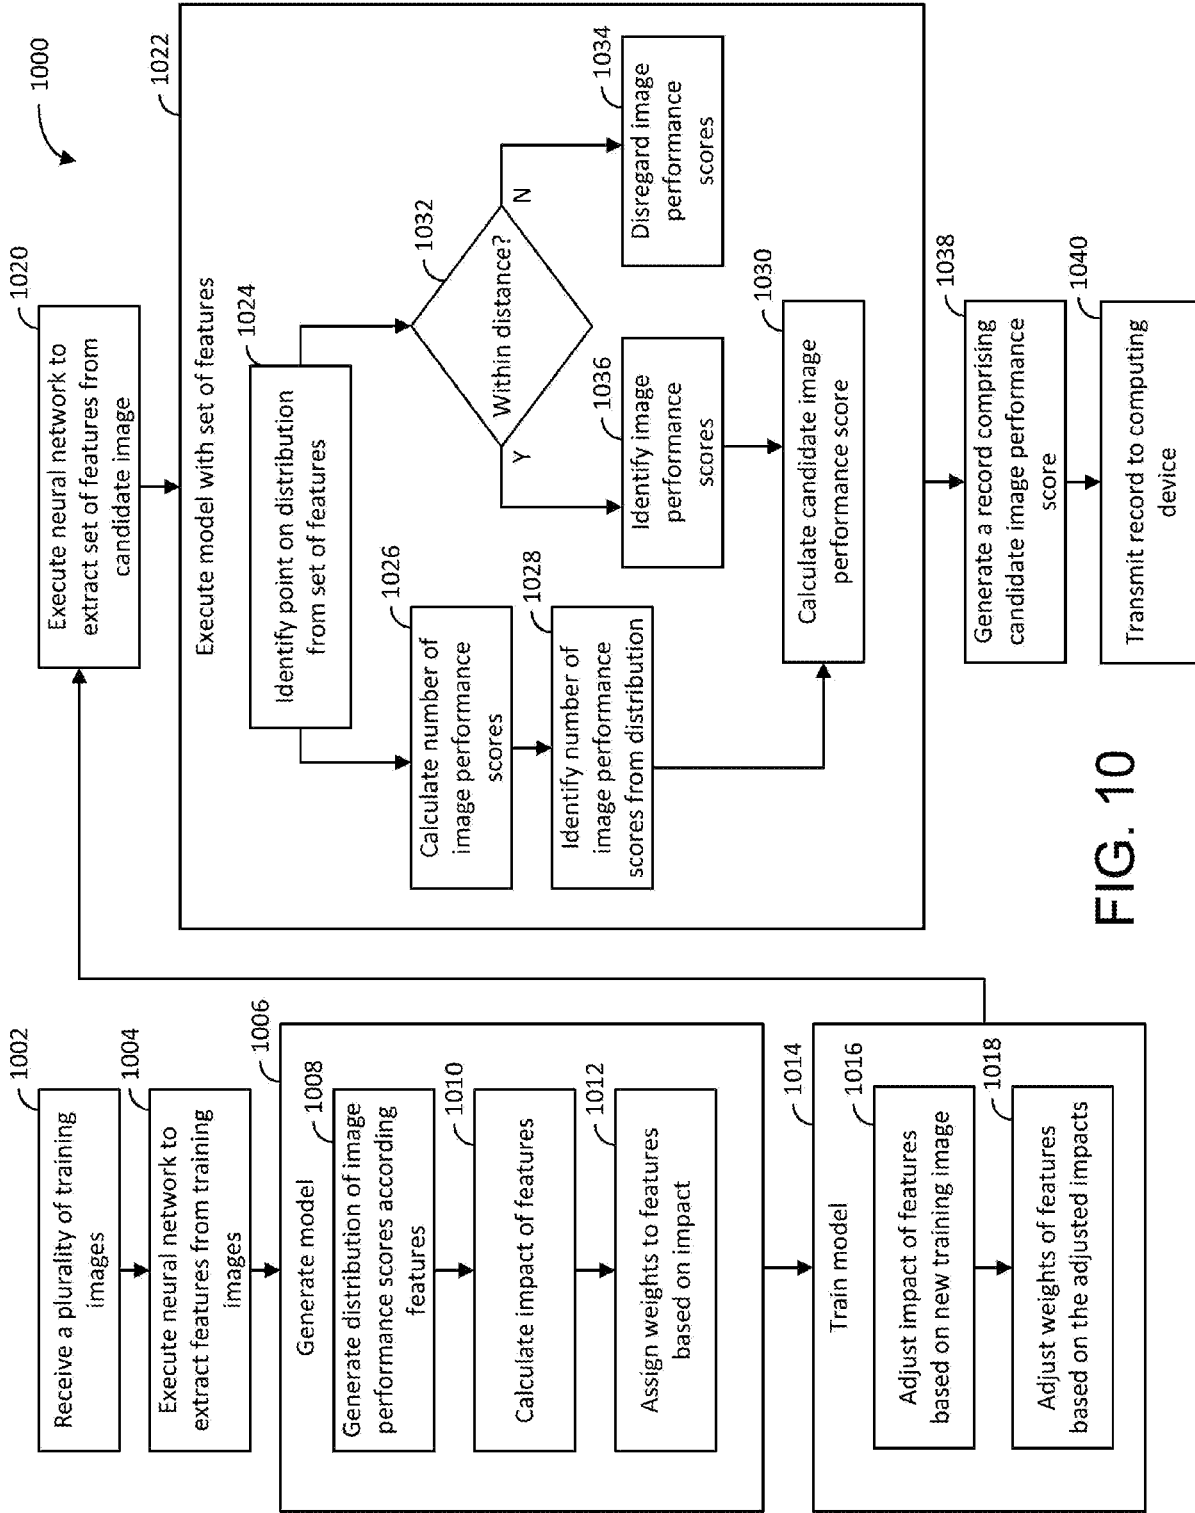 1000
1002
Receive a plurality of training
images
1004
Execute neural network to
extract features from training
images
1006
Generate model
1008
Generate distribution of image
performance scores according
features
1010
Calculate impact of features
1012
Assign weights to features
based on impact
1014
Train model
1016
Adjust impact of features
based on new training image
1018
Adjust weights of features
based on the adjusted impacts
1020
Execute neural network to
extract set of features from
candidate image
1022
Execute model with set of features
1024
Identify point on distribution
from set of features
1026
Calculate number of
image performance
scores
1028
Identify number of
image performance
scores from distribution
1032
Within distance?
Y
N
1036
Identify image
performance
scores
1034
Disregard image
performance
scores
1030
Calculate candidate image
performance score
1038
Generate a record comprising
candidate image performance
score
1040
Transmit record to computing
device
FIG. 10